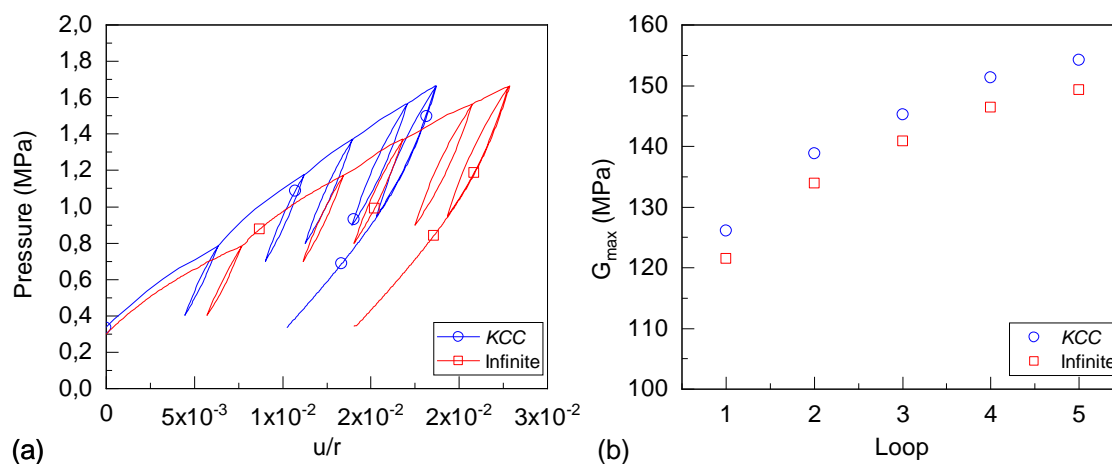 2,0
1,8
1,6
1,4
1,2
1,0
0,8
0,6
0,4
0,2
0,0
Pressure (MPa)
0
5x10⁻³
1x10⁻²
2x10⁻²
2x10⁻²
3x10⁻²
u/r
KCC
Infinite
(a)
160
150
140
130
120
110
100
G_max (MPa)
1
2
3
4
5
Loop
KCC
Infinite
(b)